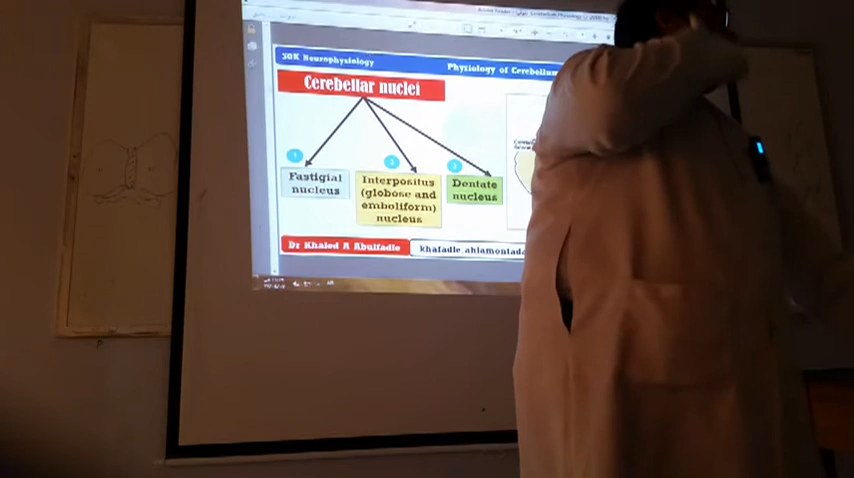 SOK Neurophysiology
Physiology of Cerebellum
Cerebellar nuclei
1
2
3
Fastigial
nucleus
Interpositus
(globose and
emboliform)
nucleus
Dentate
nucleus
Dr Khaled A Abulfadle
khafadle.ahlamontada